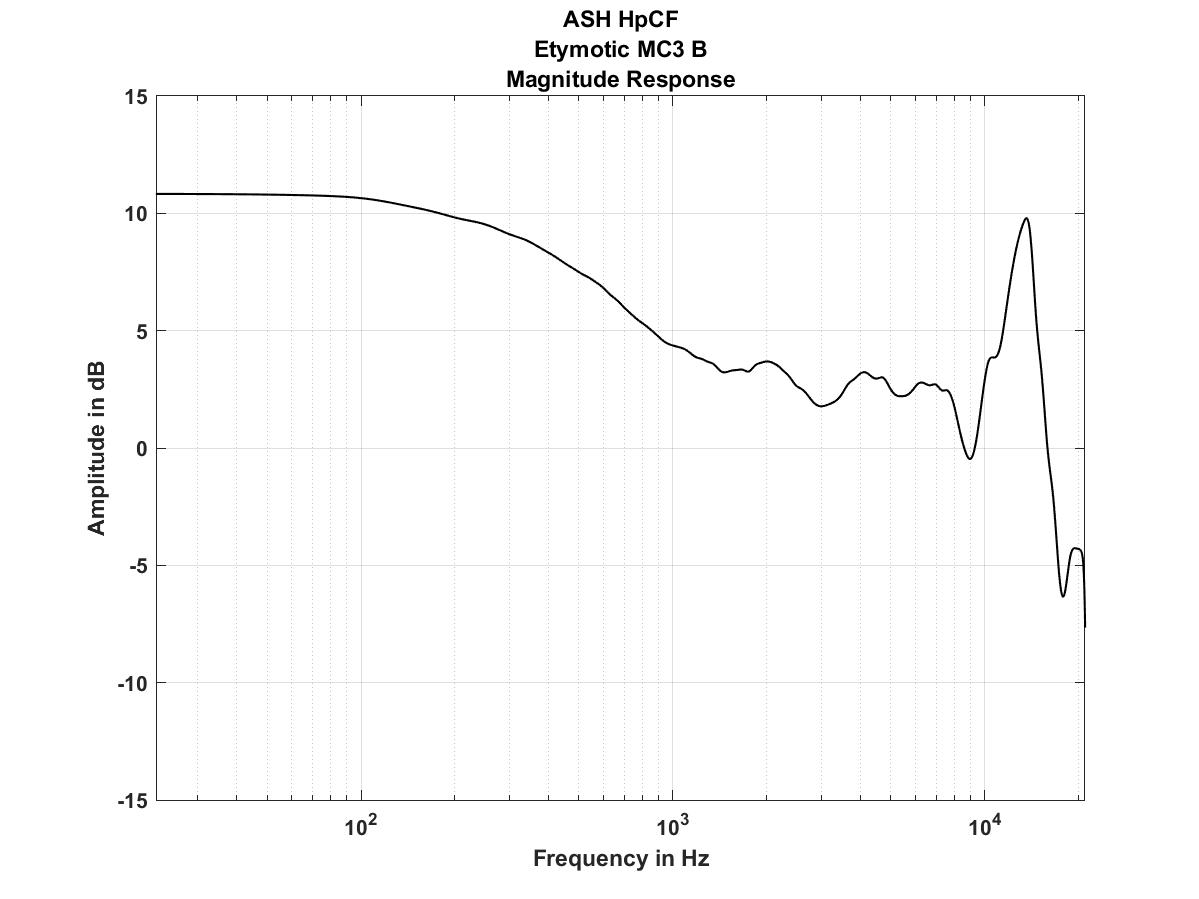 ASH HpCF
Etymotic MC3 B
Magnitude Response
15
10
5
0
-5
-10
-15
Amplitude in dB
10²
10³
10⁴
Frequency in Hz